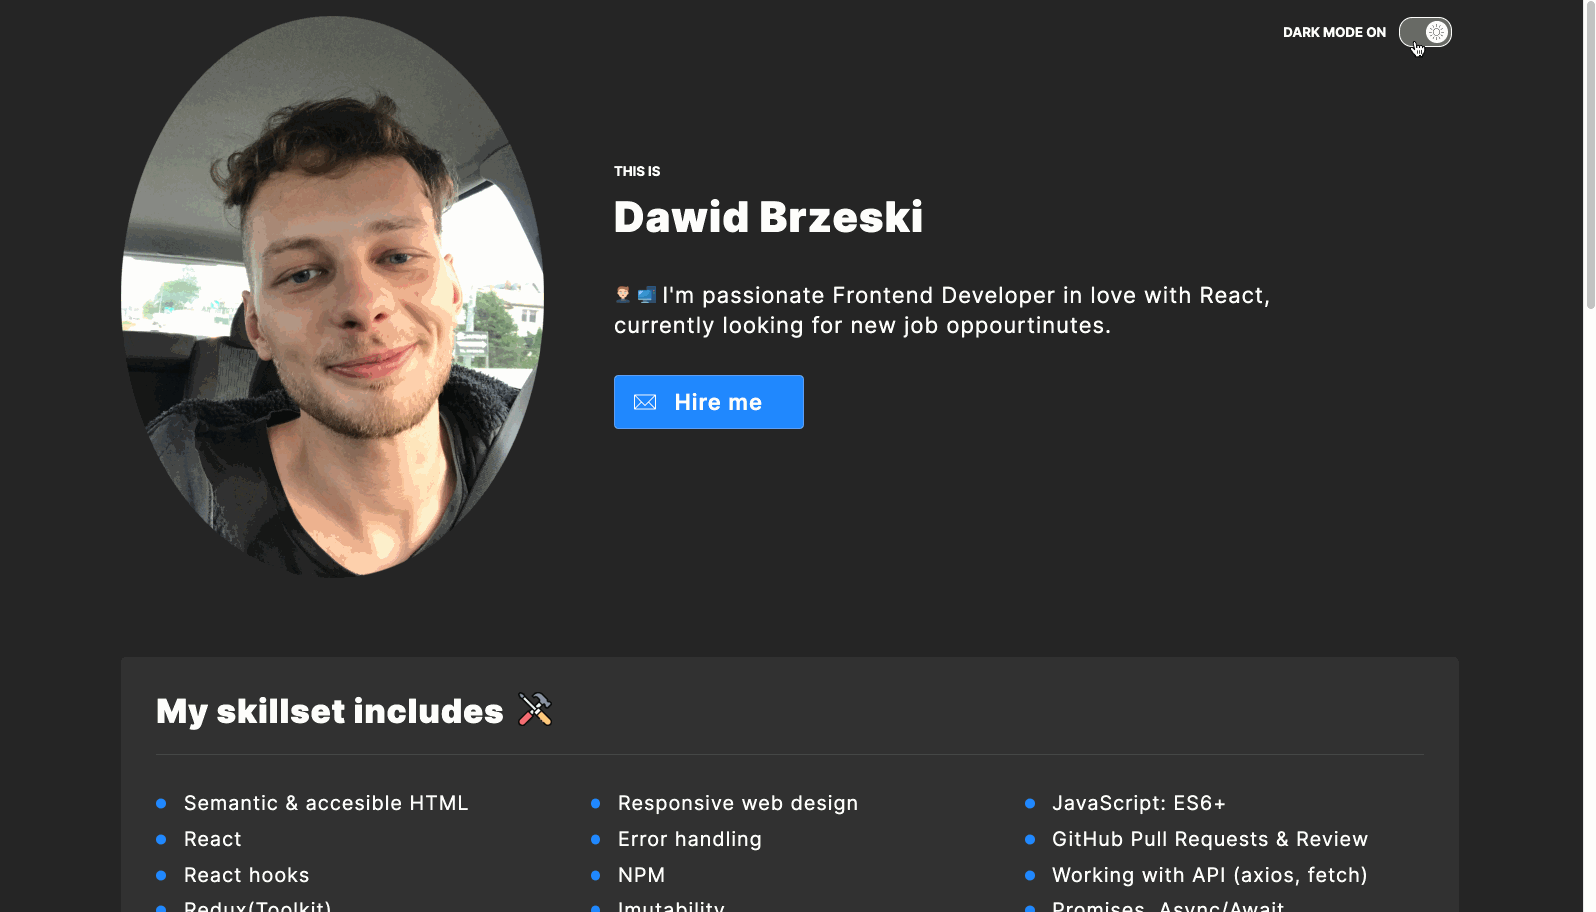 DARK MODE ON
THIS IS
Dawid Brzeski
I'm passionate Frontend Developer in love with React,
currently looking for new job oppourtinutes.
Hire me
My skillset includes
Semantic & accesible HTML
Responsive web design
JavaScript: ES6+
React
Error handling
GitHub Pull Requests & Review
React hooks
NPM
Working with API (axios, fetch)
Redux(Toolkit)
Imutability
Promises, Async/Await